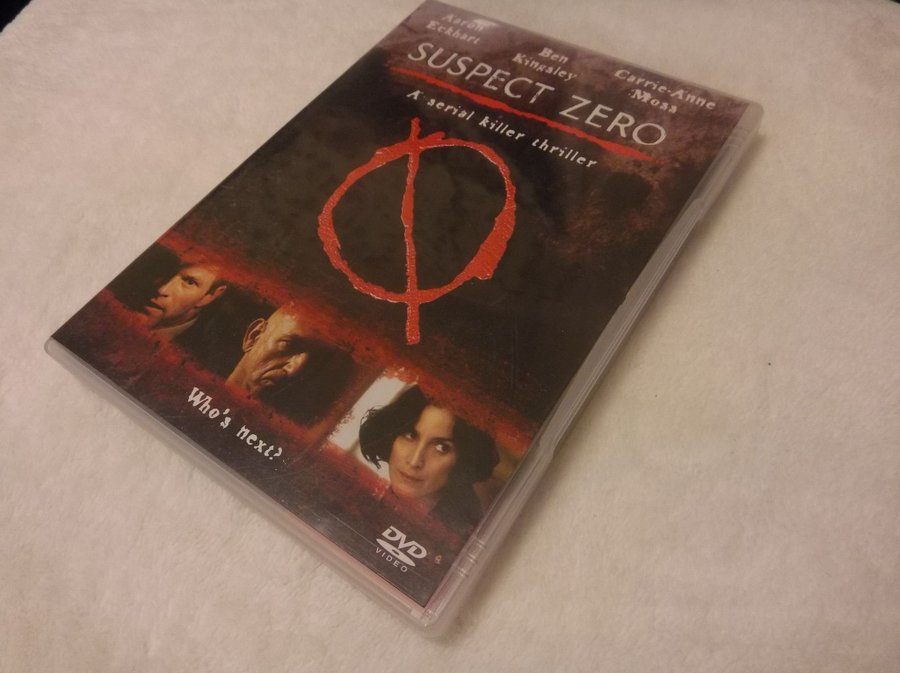 Aaron
Eckhart
Ben
Kingsley
Carrie-Anne
Moss
SUSPECT ZERO
A serial killer thriller
Who's next?
DVD
VIDEO